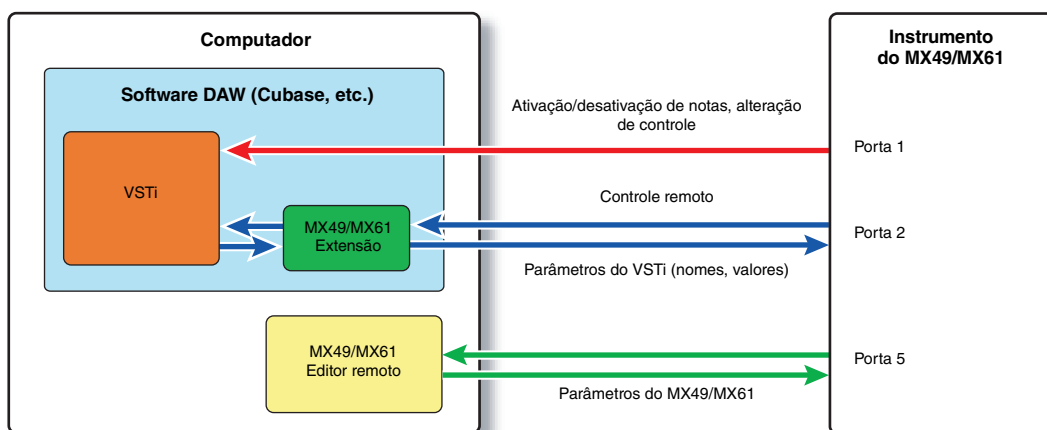 Computador
Software DAW (Cubase, etc.)
VSTi
MX49/MX61
Extensão
MX49/MX61
Editor remoto
Ativação/desativação de notas, alteração
de controle
Controle remoto
Parâmetros do VSTi (nomes, valores)
Parâmetros do MX49/MX61
Instrumento
do MX49/MX61
Porta 1
Porta 2
Porta 5